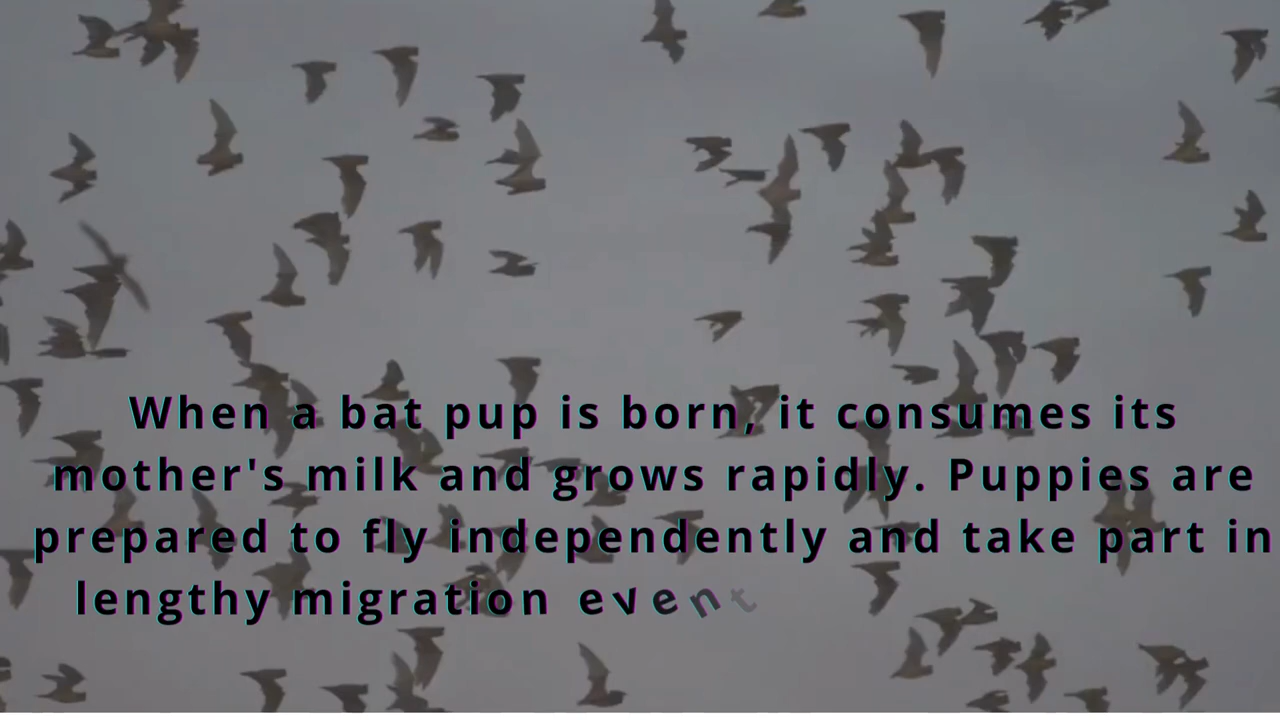 When a bat pup is born, it consumes its
mother's milk and grows rapidly. Puppies are
prepared to fly independently and take part in
lengthy migration event